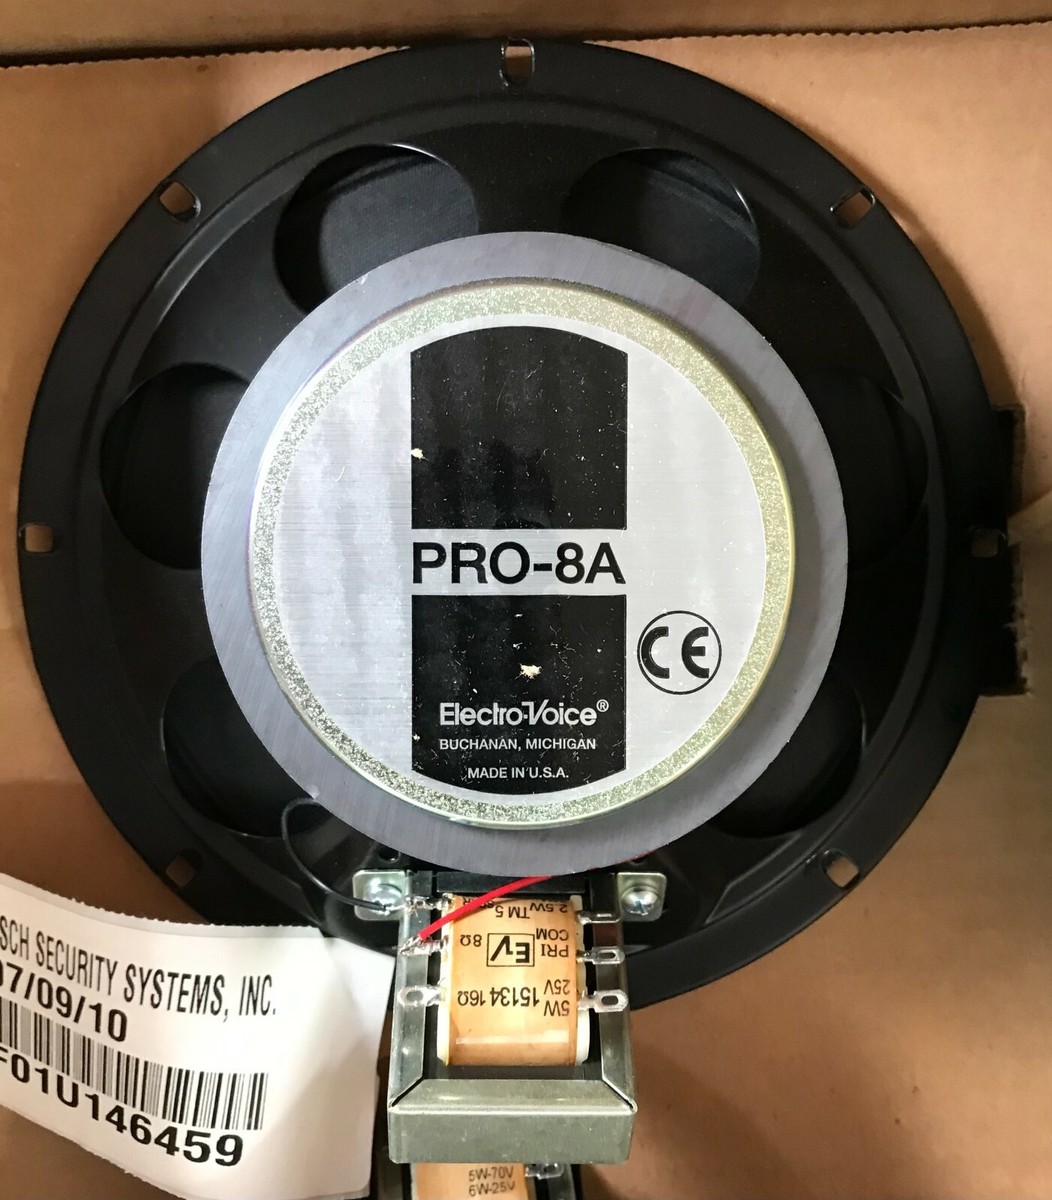 PRO-8A
CE
Electro-Voice®
BUCHANAN, MICHIGAN
MADE IN U.S.A.
SCH SECURITY SYSTEMS, INC.
07/09/10
F01U146459
2.5W TM 5
COM
PRI EV 8Ω
25V
5W 15134 16Ω
5W-70V
6W-25V